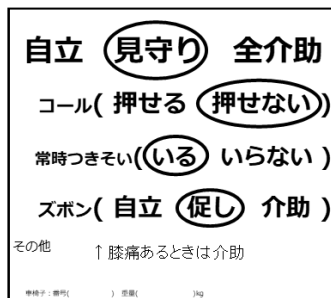 自立 見守り 全介助
コール( 押せる 押せない)
常時つきそい(いる いらない )
ズボン( 自立 促し 介助 )
その他 ↑膝痛あるときは介助
車椅子:番号( ) 重量( )kg